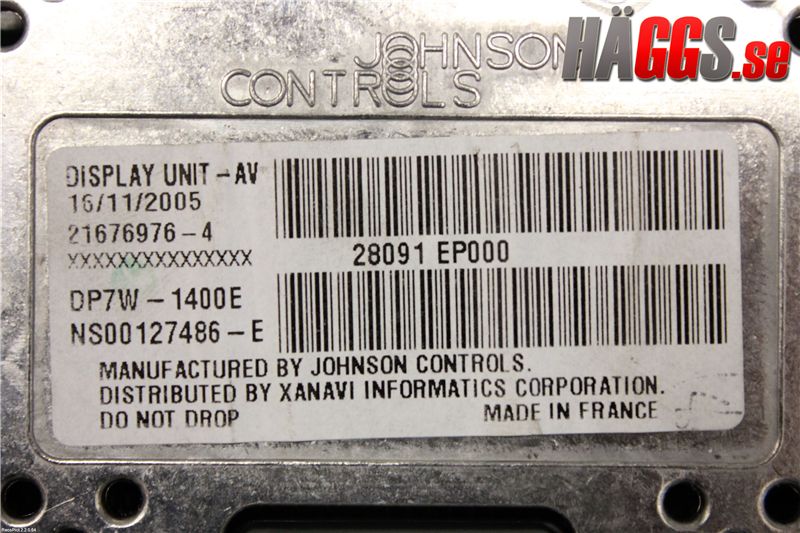 JOHNSON
CONTROLS
HÄGGS.se
DISPLAY UNIT-AV
16/11/2005
21676976-4
XXXXXXXXXXXXXXX
28091 EP000
DP7W-1400E
NS00127486-E
MANUFACTURED BY JOHNSON CONTROLS.
DISTRIBUTED BY XANAVI INFORMATICS CORPORATION.
DO NOT DROP MADE IN FRANCE